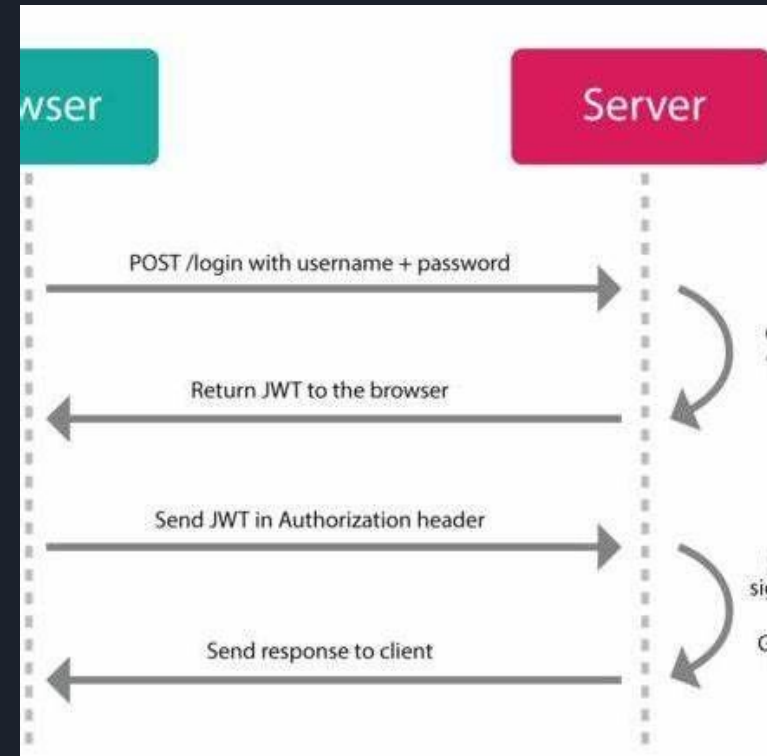 wser
Server
POST /login with username + password
Return JWT to the browser
Send JWT in Authorization header
sig
Send response to client
G